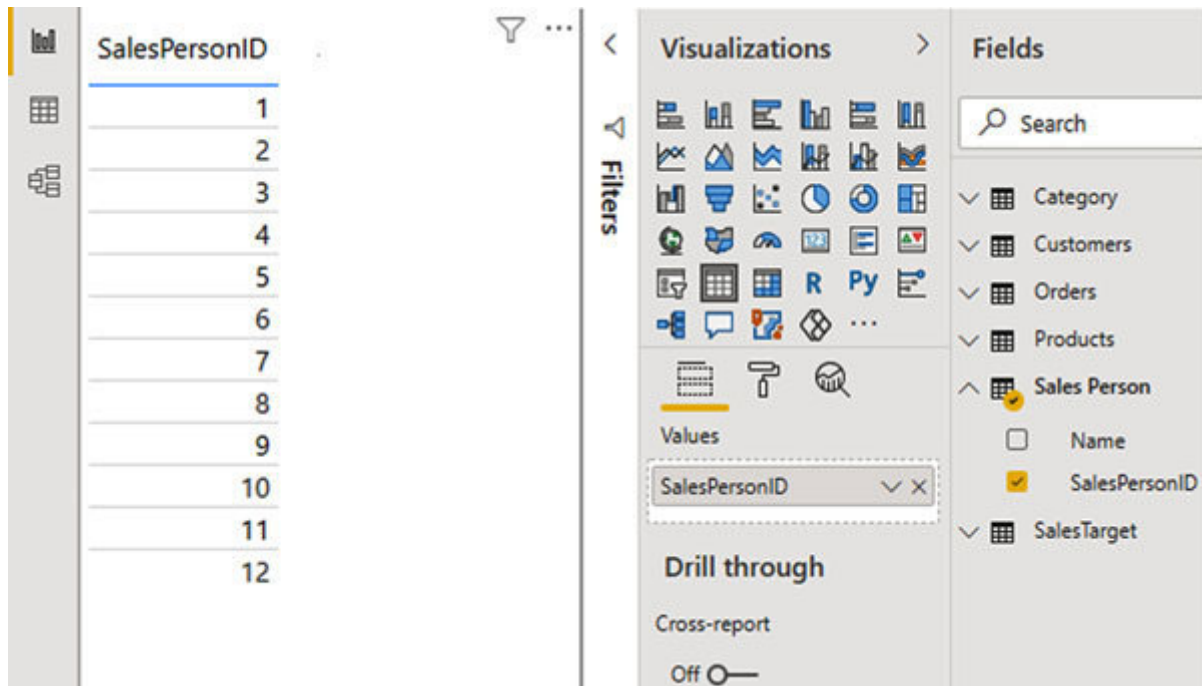 SalesPersonID
1
2
3
4
5
6
7
8
9
10
11
12
Filters
Visualizations
123
R
Py
Values
SalesPersonID
Drill through
Cross-report
Off
Fields
Search
Category
Customers
Orders
Products
Sales Person
Name
SalesPersonID
SalesTarget